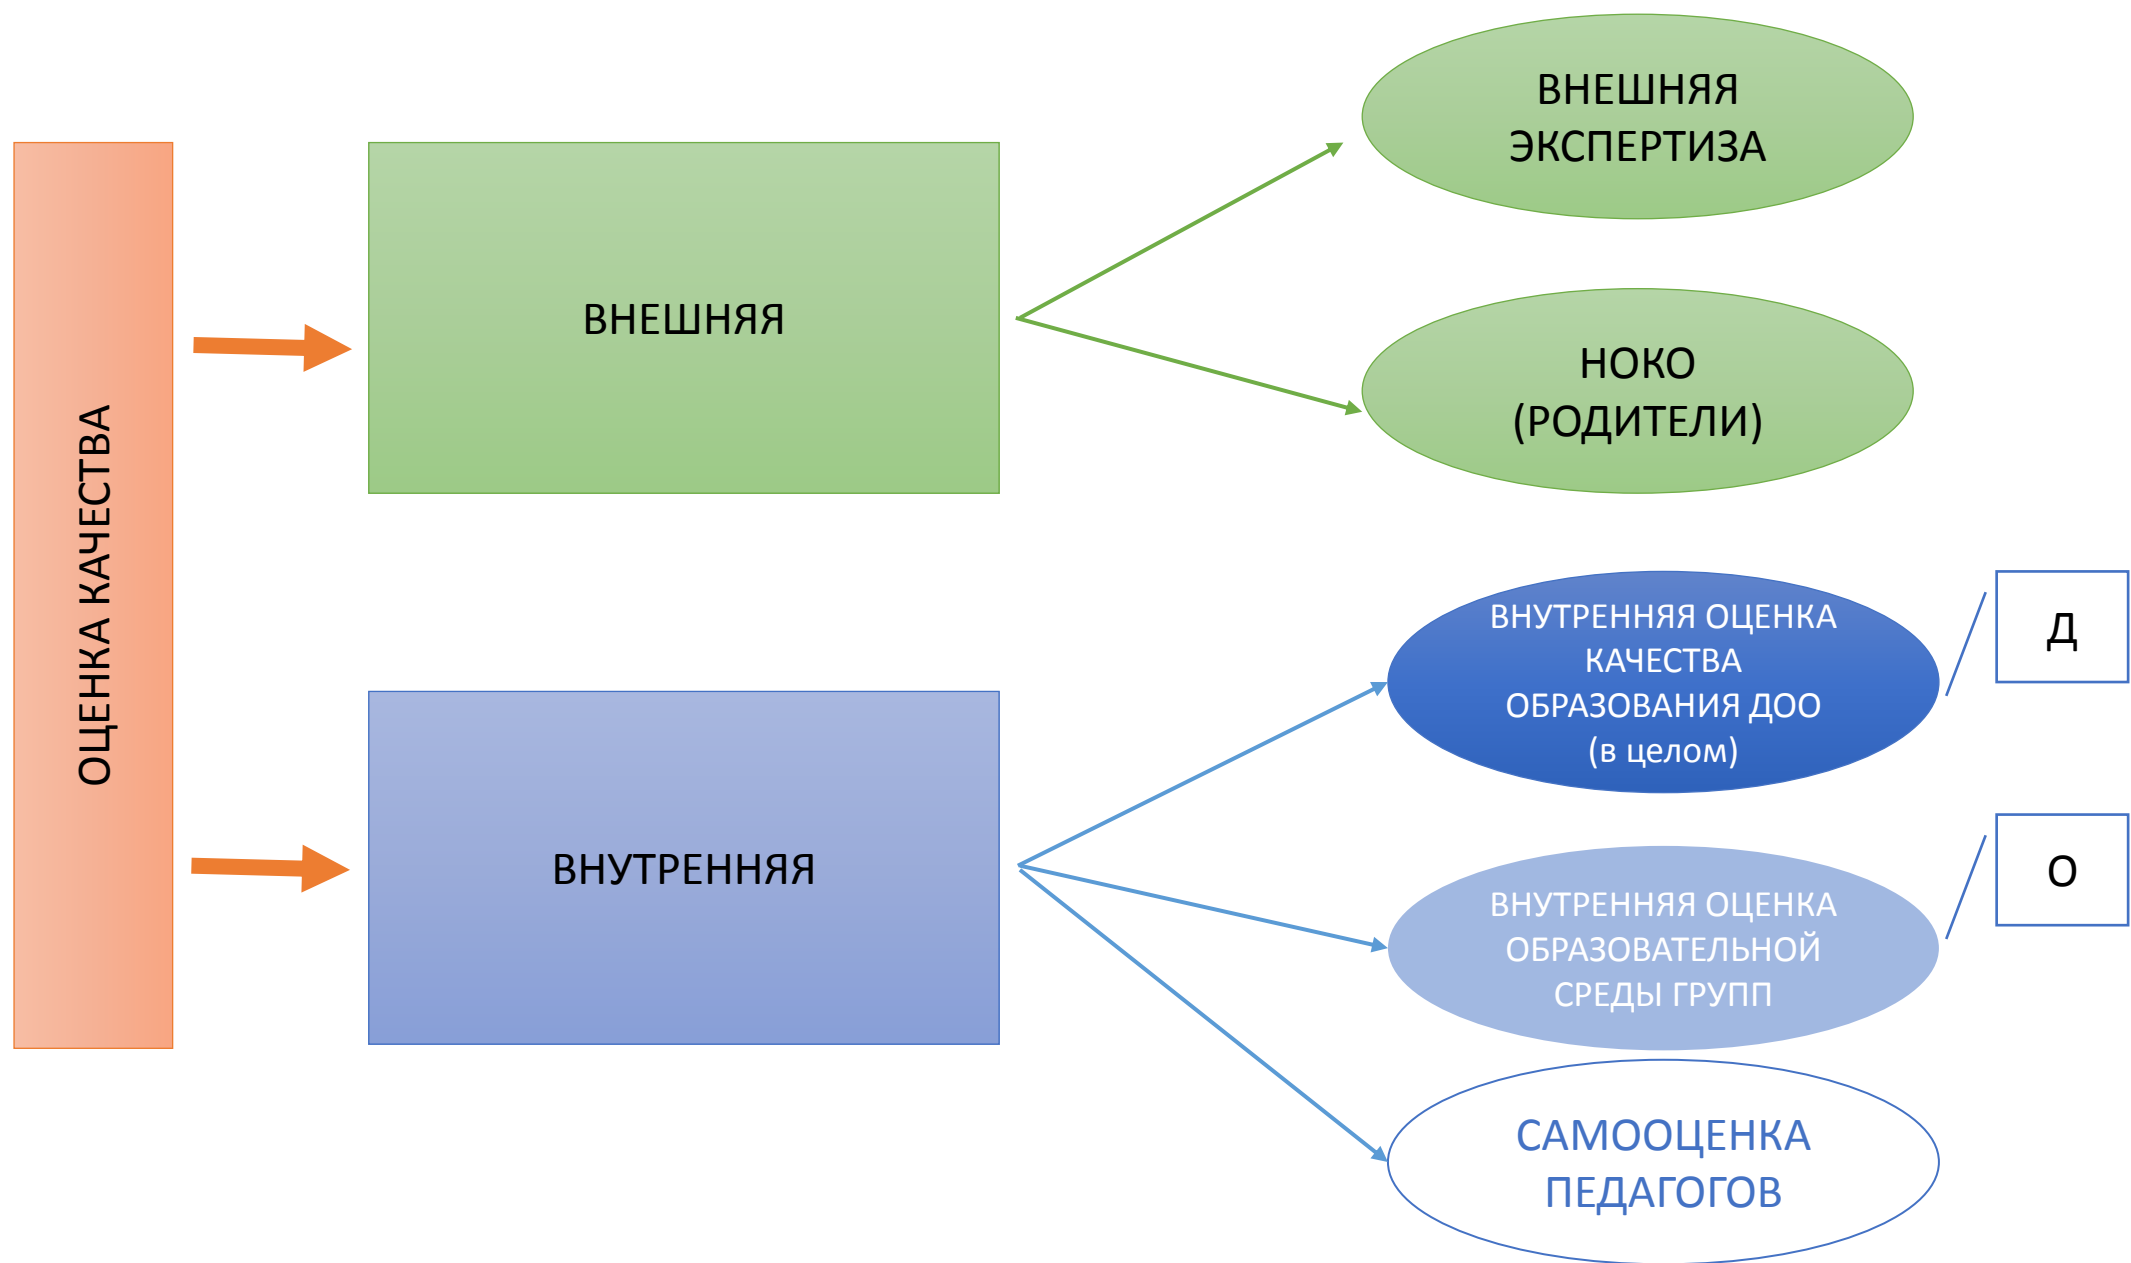 ОЦЕНКА КАЧЕСТВА
ВНЕШНЯЯ
ВНЕШНЯЯ
ЭКСПЕРТИЗА
НОКО
(РОДИТЕЛИ)
ВНУТРЕННЯЯ
ВНУТРЕННЯЯ ОЦЕНКА
КАЧЕСТВА
ОБРАЗОВАНИЯ ДОО
(в целом)
Д
ВНУТРЕННЯЯ ОЦЕНКА
ОБРАЗОВАТЕЛЬНОЙ
СРЕДЫ ГРУПП
О
САМООЦЕНКА
ПЕДАГОГОВ